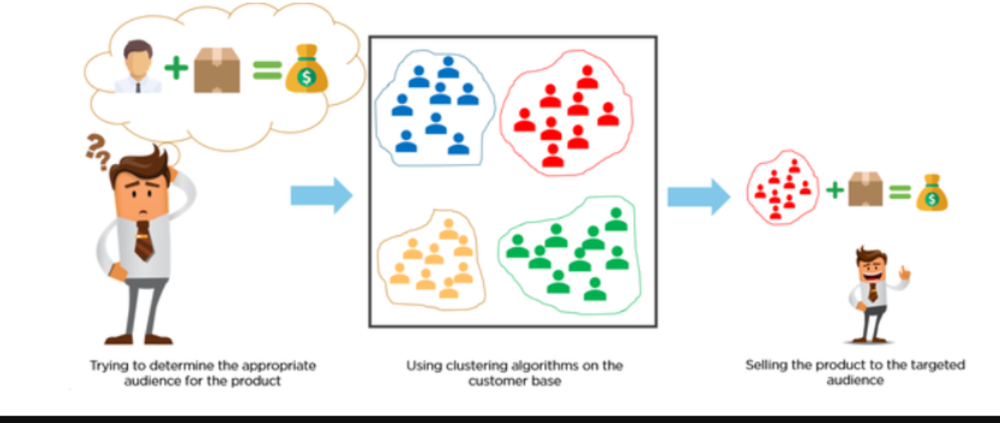 ??
$
Trying to determine the appropriate
audience for the product
Using clustering algorithms on the
customer base
$
Selling the product to the targeted
audience